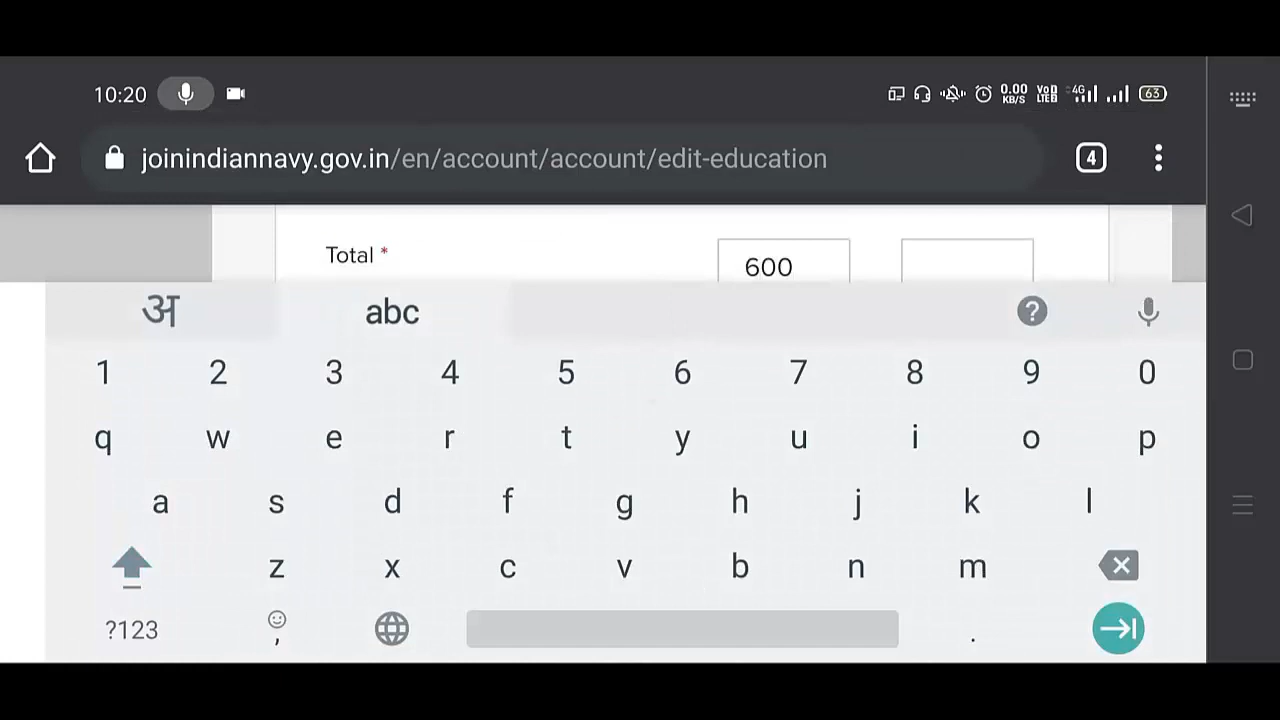 10:20 0.00 KB/S Vo LTE 4G 63
joinindiannavy.gov.in/en/account/account/edit-education 4
Total * 600
अ abc ?
1 2 3 4 5 6 7 8 9 0
q w e r t y u i o p
a s d f g h j k l
z x c v b n m
?123 , .